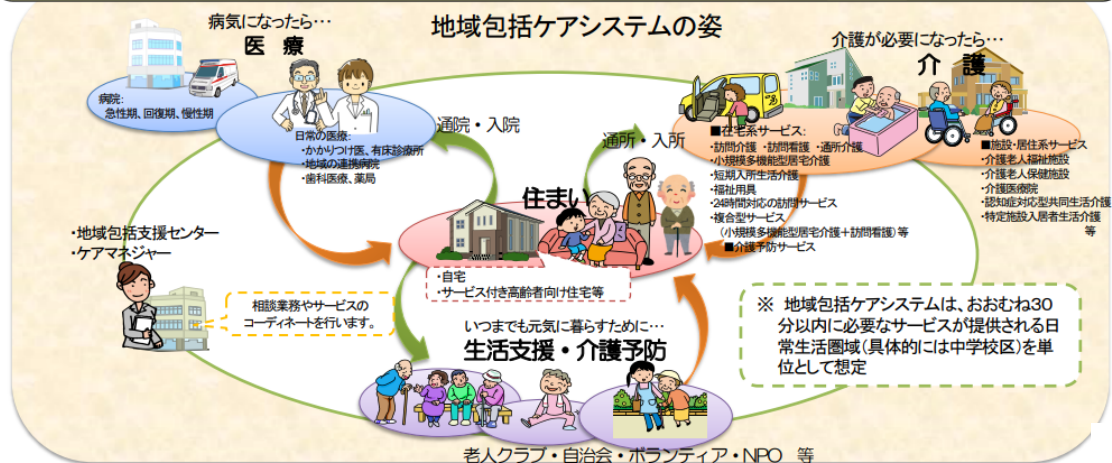 地域包括ケアシステムの姿
病気になったら…
医 療
病院:
急性期、回復期、慢性期
日常の医療:
・かかりつけ医、有床診療所
・地域の連携病院
・歯科医療、薬局
通院・入院
通所・入所
介護が必要になったら…
介 護
■在宅系サービス:
・訪問介護 ・訪問看護 ・通所介護
・小規模多機能型居宅介護
・短期入所生活介護
・福祉用具
・24時間対応の訪問サービス
・複合型サービス
(小規模多機能型居宅介護+訪問看護)等
■介護予防サービス
■施設・居住系サービス
・介護老人福祉施設
・介護老人保健施設
・介護医療院
・認知症対応型共同生活介護
・特定施設入居者生活介護
等
住まい
・自宅
・サービス付き高齢者向け住宅等
・地域包括支援センター
・ケアマネジャー
相談業務やサービスの
コーディネートを行います。
いつまでも元気に暮らすために…
生活支援・介護予防
老人クラブ・自治会・ボランティア・NPO 等
※ 地域包括ケアシステムは、おおむね30
分以内に必要なサービスが提供される日
常生活圏域(具体的には中学校区)を単
位として想定